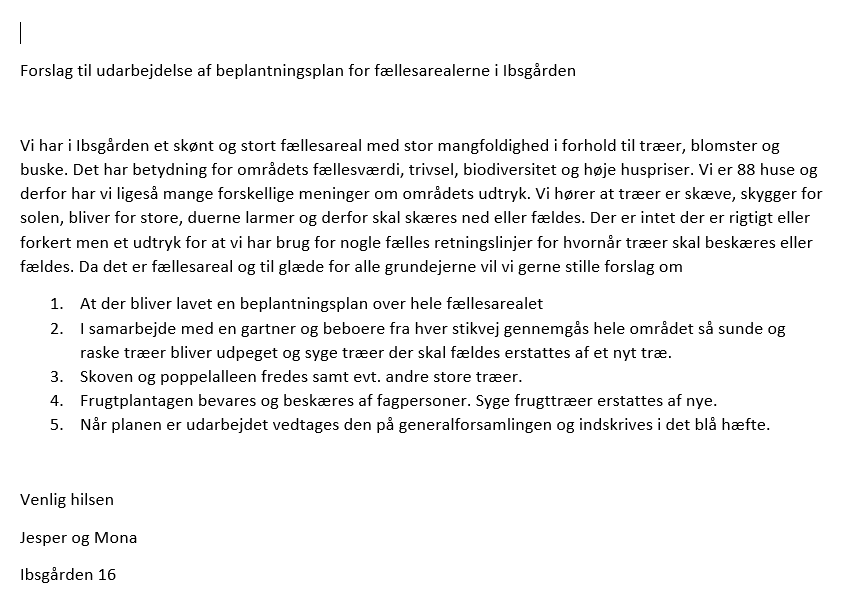 Forslag til udarbejdelse af beplantningsplan for fællesarealerne i Ibsgården
Vi har i Ibsgården et skønt og stort fællesareal med stor mangfoldighed i forhold til træer, blomster og
buske. Det har betydning for områdets fællesværdi, trivsel, biodiversitet og høje huspriser. Vi er 88 huse og
derfor har vi ligeså mange forskellige meninger om områdets udtryk. Vi hører at træer er skæve, skygger for
solen, bliver for store, duerne larmer og derfor skal skæres ned eller fældes. Der er intet der er rigtigt eller
forkert men et udtryk for at vi har brug for nogle fælles retningslinjer for hvornår træer skal beskæres eller
fældes. Da det er fællesareal og til glæde for alle grundejerne vil vi gerne stille forslag om
1. At der bliver lavet en beplantningsplan over hele fællesarealet
2. I samarbejde med en gartner og beboere fra hver stikvej gennemgås hele området så sunde og
raske træer bliver udpeget og syge træer der skal fældes erstattes af et nyt træ.
3. Skoven og poppelalleen fredes samt evt. andre store træer.
4. Frugtplantagen bevares og beskæres af fagpersoner. Syge frugttræer erstattes af nye.
5. Når planen er udarbejdet vedtages den på generalforsamlingen og indskrives i det blå hæfte.
Venlig hilsen
Jesper og Mona
Ibsgården 16